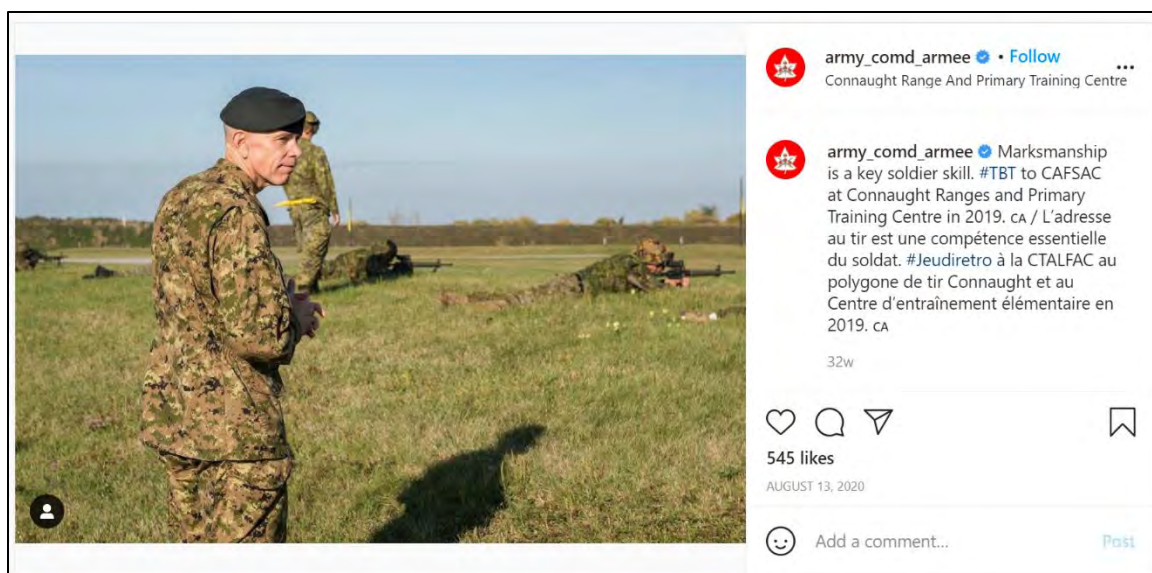 army_comd_armee • Follow
Connaught Range And Primary Training Centre
army_comd_armee Marksmanship
is a key soldier skill. #TBT to CAFSAC
at Connaught Ranges and Primary
Training Centre in 2019. CA / L’adresse
au tir est une compétence essentielle
du soldat. #Jeudiretro à la CTALFAC au
polygone de tir Connaught et au
Centre d’entraînement élémentaire en
2019. CA
32w
545 likes
AUGUST 13, 2020
Add a comment... Post